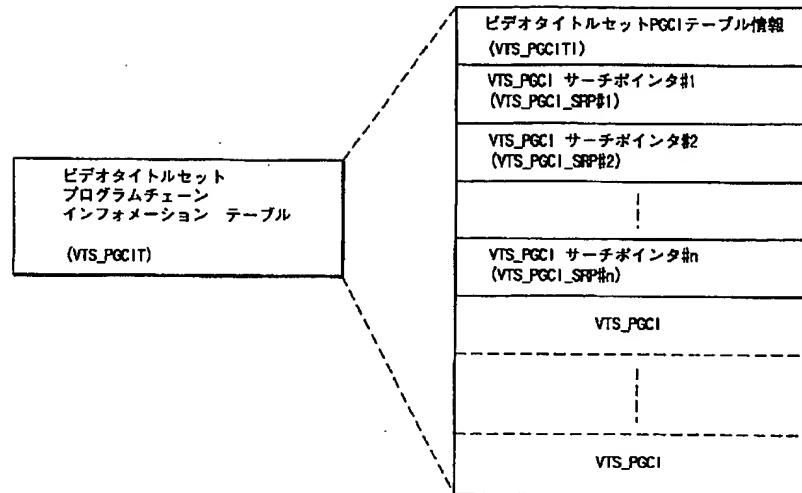 ビデオタイトルセットPGCIテーブル情報
(VTS_PGCITI)
VTS_PGCI サーチポインタ#1
(VTS_PGCI_SRP#1)
VTS_PGCI サーチポインタ#2
(VTS_PGCI_SRP#2)
ビデオタイトルセット
プログラムチェーン
インフォメーション テーブル
(VTS_PGCIT)
VTS_PGCI サーチポインタ#n
(VTS_PGCI_SRP#n)
VTS_PGCI
VTS_PGCI